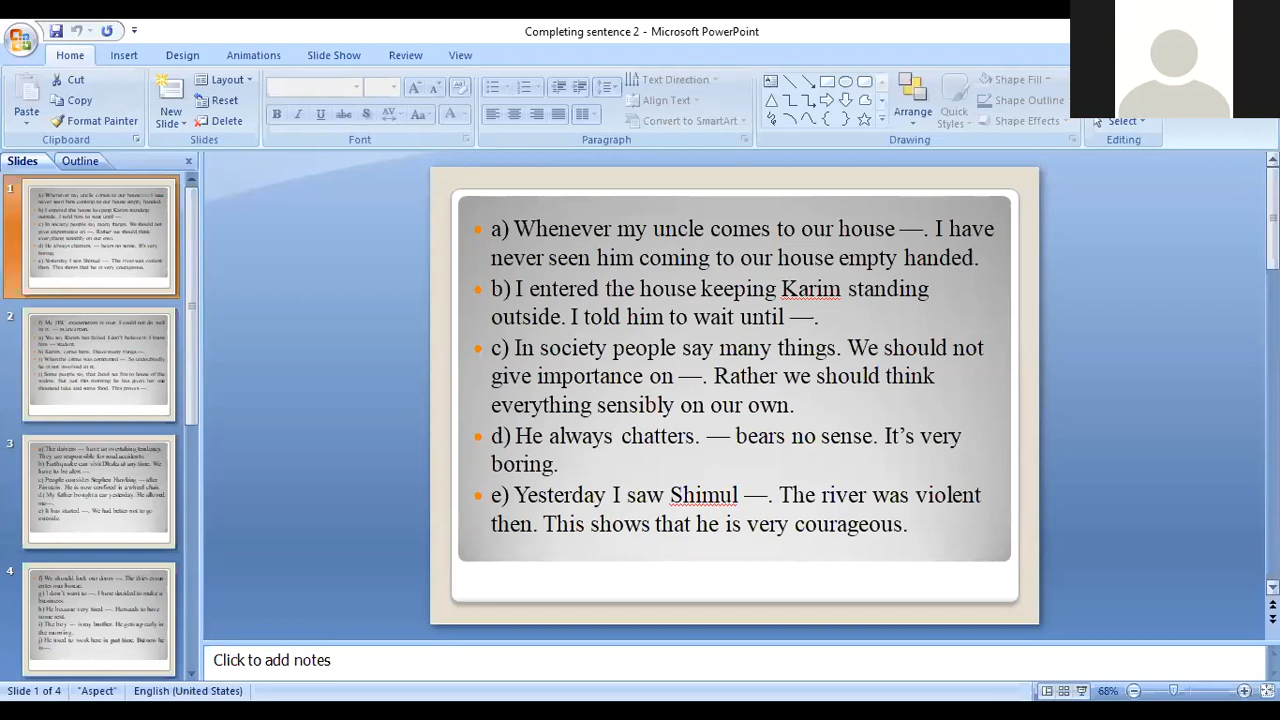 Completing sentence 2 - Microsoft PowerPoint
Home Insert Design Animations Slide Show Review View
Cut
Copy
Format Painter
Paste
Clipboard
New Slide
Layout
Reset
Delete
Slides
B I U abc S AV Aa A
Font
Text Direction
Align Text
Convert to SmartArt
Paragraph
Arrange
Quick Styles
Shape Fill
Shape Outline
Shape Effects
Drawing
Select
Editing
Slides Outline
1
2
3
4
a) Whenever my uncle comes to our house —. I have
never seen him coming to our house empty handed.
b) I entered the house keeping Karim standing
outside. I told him to wait until —.
c) In society people say many things. We should not
give importance on —. Rather we should think
everything sensibly on our own.
d) He always chatters. — bears no sense. It’s very
boring.
e) Yesterday I saw Shimul —. The river was violent
then. This shows that he is very courageous.
Click to add notes
Slide 1 of 4 "Aspect" English (United States) 68%